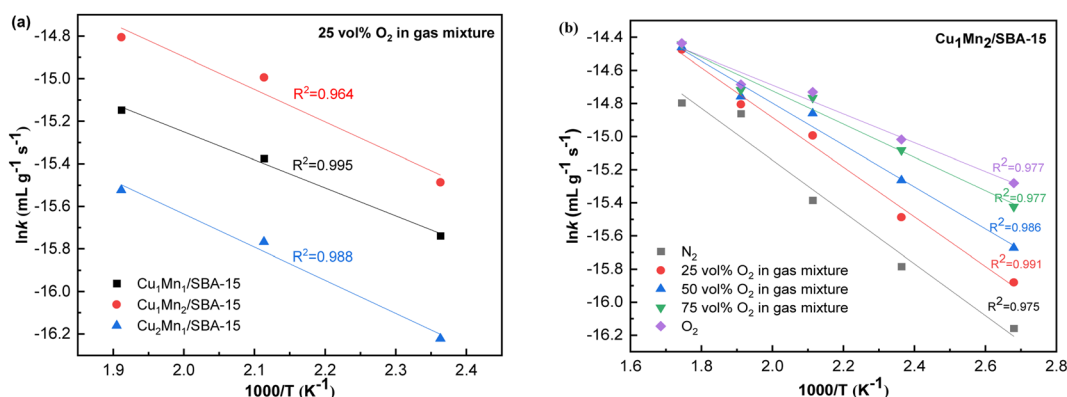 (a)
25 vol% O₂ in gas mixture
lnk (mL g⁻¹ s⁻¹)
-14.8
-15.0
-15.2
-15.4
-15.6
-15.8
-16.0
-16.2
R²=0.964
R²=0.995
R²=0.988
Cu₁Mn₁/SBA-15
Cu₁Mn₂/SBA-15
Cu₂Mn₁/SBA-15
1.9 2.0 2.1 2.2 2.3 2.4 2.5
1000/T (K⁻¹)
(b)
Cu₁Mn₂/SBA-15
lnk (mL g⁻¹ s⁻¹)
-14.4
-14.6
-14.8
-15.0
-15.2
-15.4
-15.6
-15.8
-16.0
-16.2
R²=0.977
R²=0.977
R²=0.986
R²=0.991
R²=0.975
N₂
25 vol% O₂ in gas mixture
50 vol% O₂ in gas mixture
75 vol% O₂ in gas mixture
O₂
1.6 1.8 2.0 2.2 2.4 2.6 2.8
1000/T (K⁻¹)